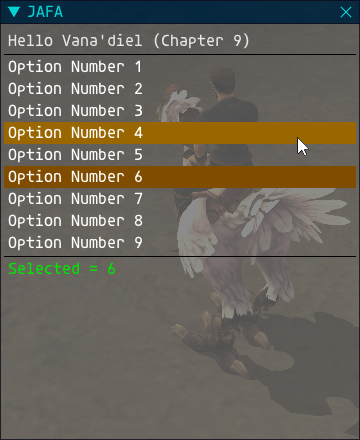 JAFA
Hello Vana'diel (Chapter 9)
Option Number 1
Option Number 2
Option Number 3
Option Number 4
Option Number 5
Option Number 6
Option Number 7
Option Number 8
Option Number 9
Selected = 6